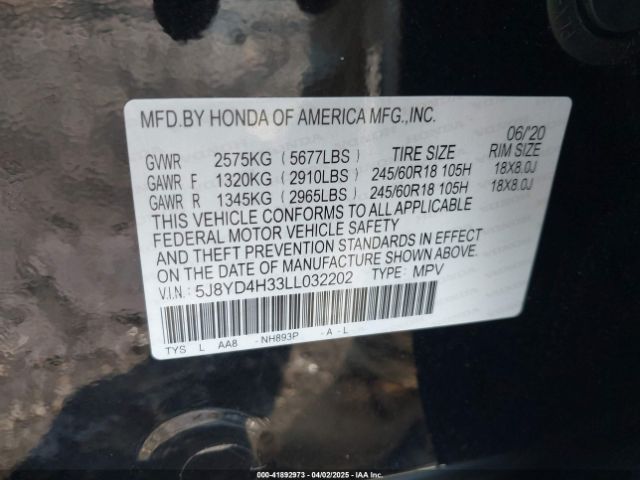 MFD.BY HONDA OF AMERICA MFG.,INC.
06/'20
GVWR 2575KG (5677LBS) TIRE SIZE RIM SIZE
GAWR F 1320KG (2910LBS) 245/60R18 105H 18X8.0J
GAWR R 1345KG (2965LBS) 245/60R18 105H 18X8.0J
THIS VEHICLE CONFORMS TO ALL APPLICABLE
FEDERAL MOTOR VEHICLE SAFETY
AND THEFT PREVENTION STANDARDS IN EFFECT
ON THE DATE OF MANUFACTURE SHOWN ABOVE.
V.I.N.: 5J8YD4H33LL032202 TYPE: MPV
TYS L AA8 -NH893P -A-L
000-41892973 04/02/2025 IAAI.COM